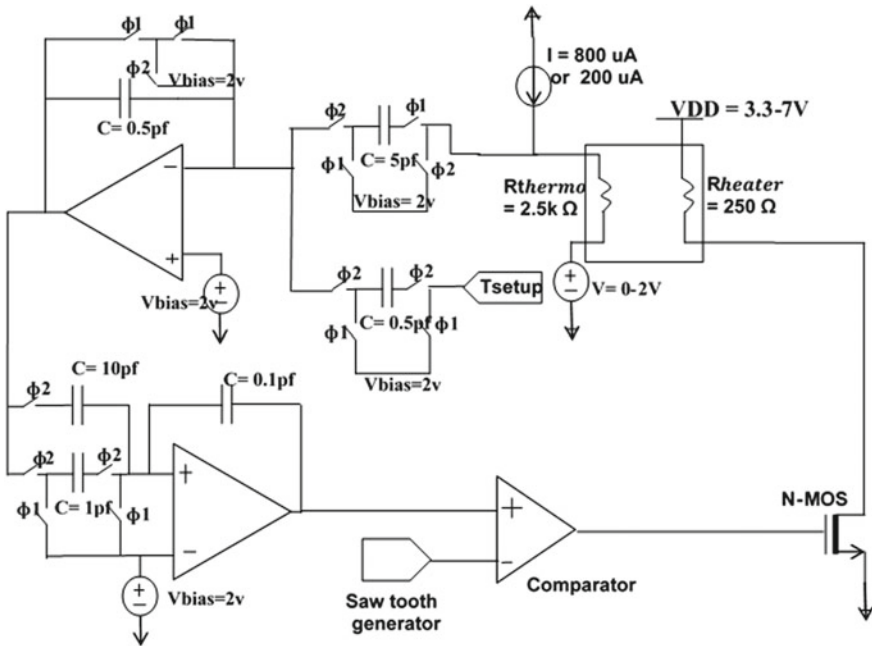 ϕ1
ϕ1
ϕ2
Vbias=2v
C= 0.5pf
−
+
+
−
Vbias=2v
I = 800 uA
or 200 uA
VDD = 3.3-7V
ϕ2
ϕ1
C= 5pf
ϕ1
ϕ2
Vbias= 2v
Rthermo
= 2.5k Ω
Rheater
= 250 Ω
ϕ2
ϕ2
C= 0.5pf
ϕ1
ϕ1
Vbias=2v
Tsetup
+
−
V= 0-2V
C= 10pf
ϕ2
C= 0.1pf
ϕ2
ϕ2
C= 1pf
ϕ1
ϕ1
+
−
+
−
Vbias=2v
Saw tooth
generator
+
−
Comparator
N-MOS